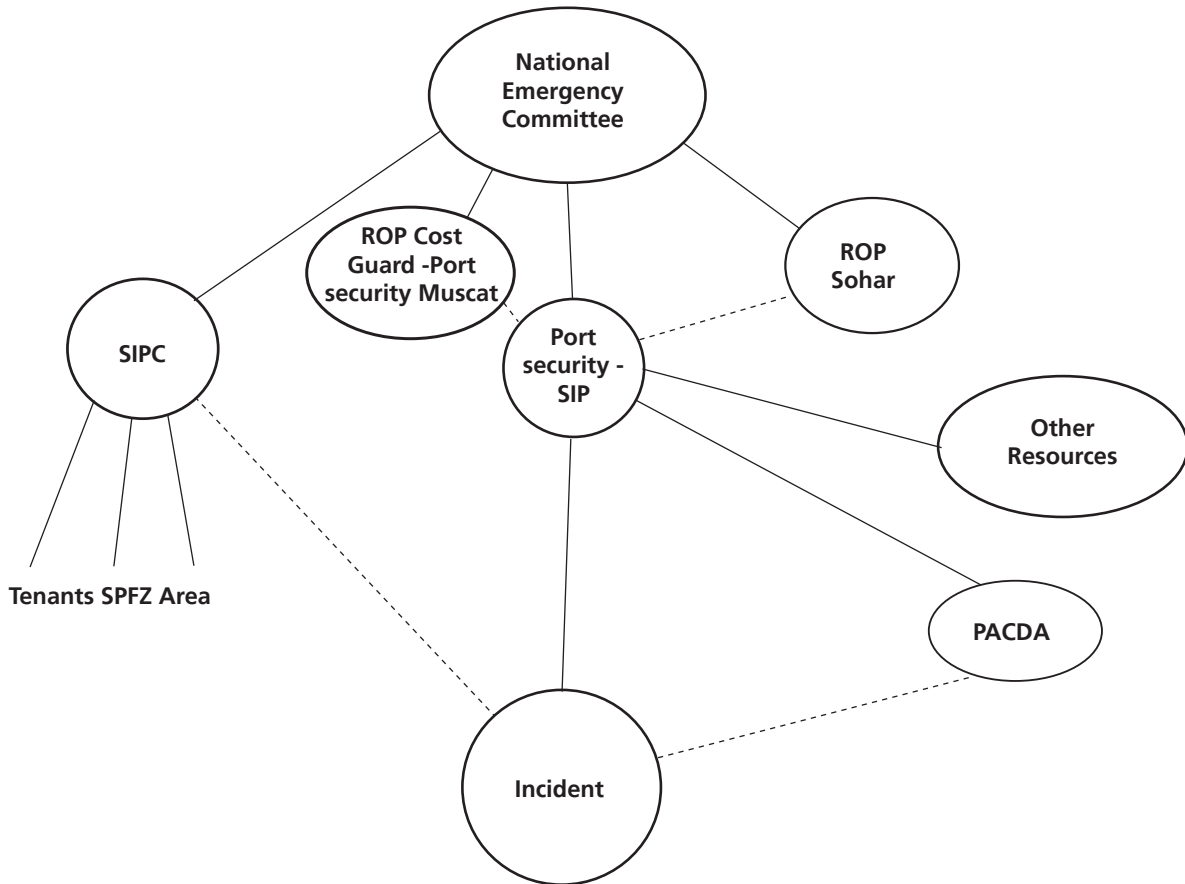 National
Emergency
Committee
ROP Cost
Guard -Port
security Muscat
ROP
Sohar
SIPC
Port
security -
SIP
Other
Resources
Tenants SPFZ Area
PACDA
Incident